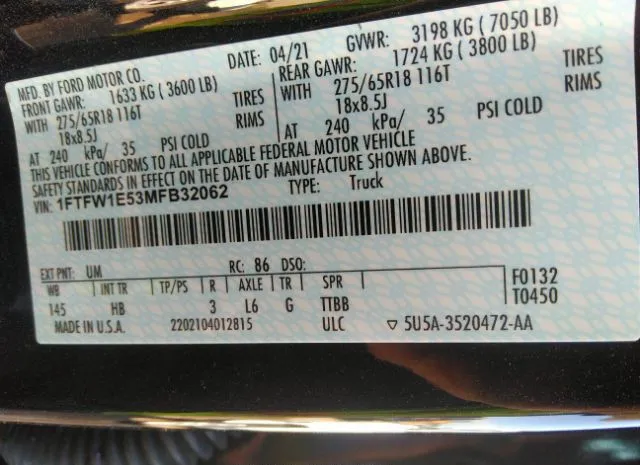 MFD. BY FORD MOTOR CO.
DATE: 04/21 GVWR: 3198 KG ( 7050 LB)
FRONT GAWR: 1633 KG ( 3600 LB)
REAR GAWR: 1724 KG ( 3800 LB)
WITH 275/65R18 116T TIRES
WITH 275/65R18 116T TIRES
18x8.5J RIMS
18x8.5J RIMS
AT 240 kPa/ 35 PSI COLD
AT 240 kPa/ 35 PSI COLD
THIS VEHICLE CONFORMS TO ALL APPLICABLE FEDERAL MOTOR VEHICLE
SAFETY STANDARDS IN EFFECT ON THE DATE OF MANUFACTURE SHOWN ABOVE.
VIN: 1FTFW1E53MFB32062 TYPE: Truck
EXT PNT: UM RC: 86 DSO:
WB INT TR TP/PS R AXLE TR SPR F0132
145 HB 3 L6 G TTBB T0450
MADE IN U.S.A. 2202104012815 ULC ▽ 5U5A-3520472-AA